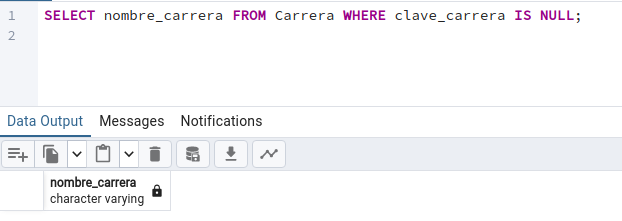 1 SELECT nombre_carrera FROM Carrera WHERE clave_carrera IS NULL;
2
Data Output Messages Notifications
nombre_carrera
character varying